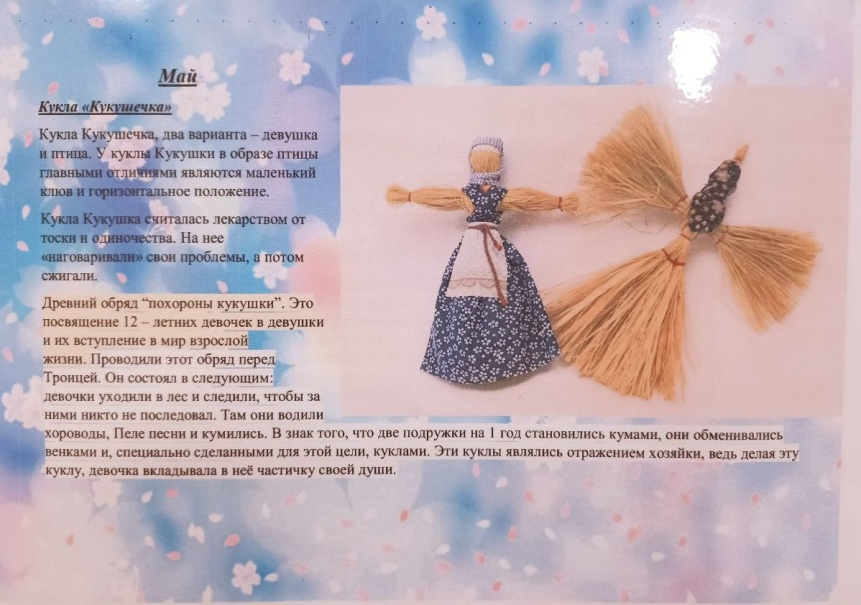 Май
Кукла «Кукушечка»
Кукла Кукушечка, два варианта – девушка
и птица. У куклы Кукушки в образе птицы
главными отличиями являются маленький
клюв и горизонтальное положение.
Кукла Кукушка считалась лекарством от
тоски и одиночества. На нее
«наговаривали» свои проблемы, а потом
сжигали.
Древний обряд “похороны кукушки”. Это
посвящение 12 – летних девочек в девушки
и их вступление в мир взрослой
жизни. Проводили этот обряд перед
Троицей. Он состоял в следующим:
девочки уходили в лес и следили, чтобы за
ними никто не последовал. Там они водили
хороводы, Пеле песни и кумились. В знак того, что две подружки на 1 год становились кумами, они обменивались
венками и, специально сделанными для этой цели, куклами. Эти куклы являлись отражением хозяйки, ведь делая эту
куклу, девочка вкладывала в неё частичку своей души.